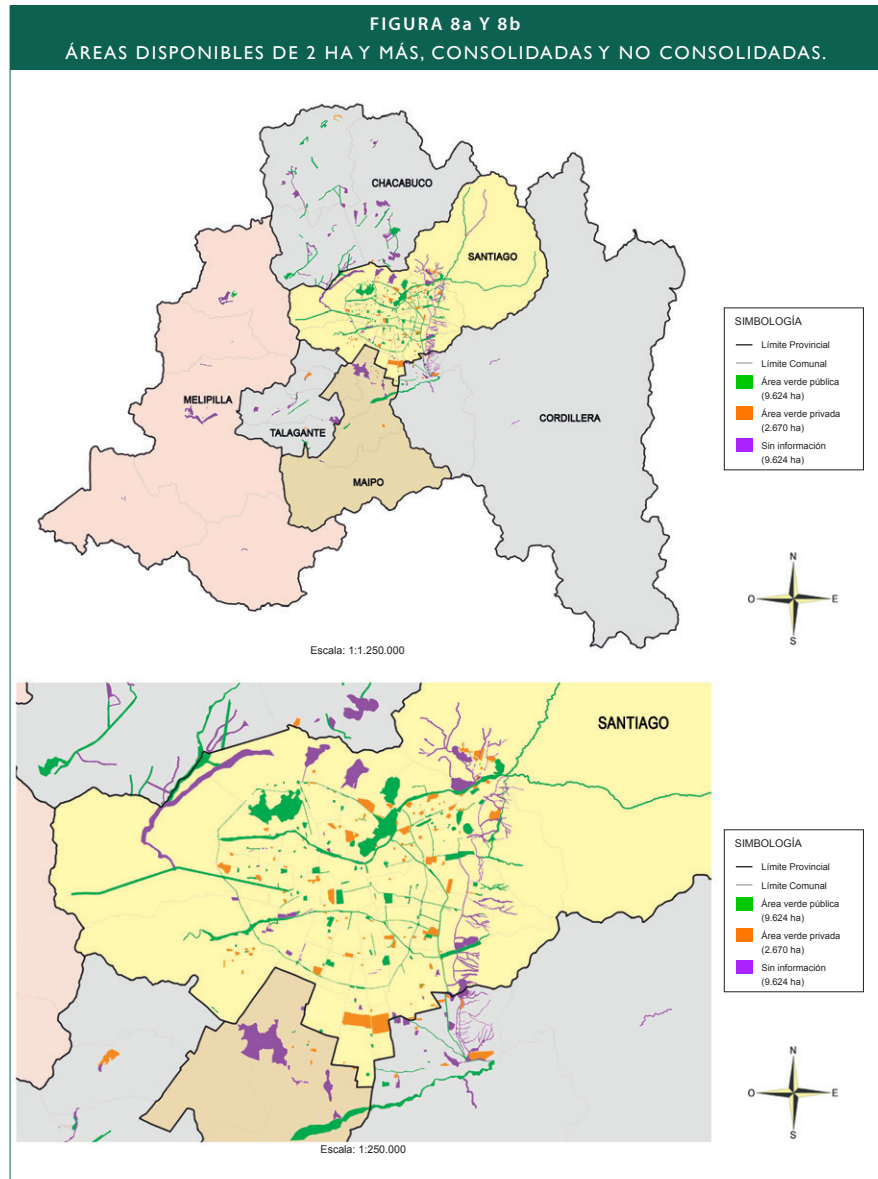 FIGURA 8a Y 8b
ÁREAS DISPONIBLES DE 2 HA Y MÁS, CONSOLIDADAS Y NO CONSOLIDADAS.
CHACABUCO
SANTIAGO
MELIPILLA
TALAGANTE
CORDILLERA
MAIPO
SIMBOLOGÍA
Límite Provincial
Límite Comunal
Área verde pública
(9.624 ha)
Área verde privada
(2.670 ha)
Sin información
(9.624 ha)
N
O
E
S
Escala: 1:1.250.000
SANTIAGO
SIMBOLOGÍA
Límite Provincial
Límite Comunal
Área verde pública
(9.624 ha)
Área verde privada
(2.670 ha)
Sin información
(9.624 ha)
N
O
E
S
Escala: 1:250.000